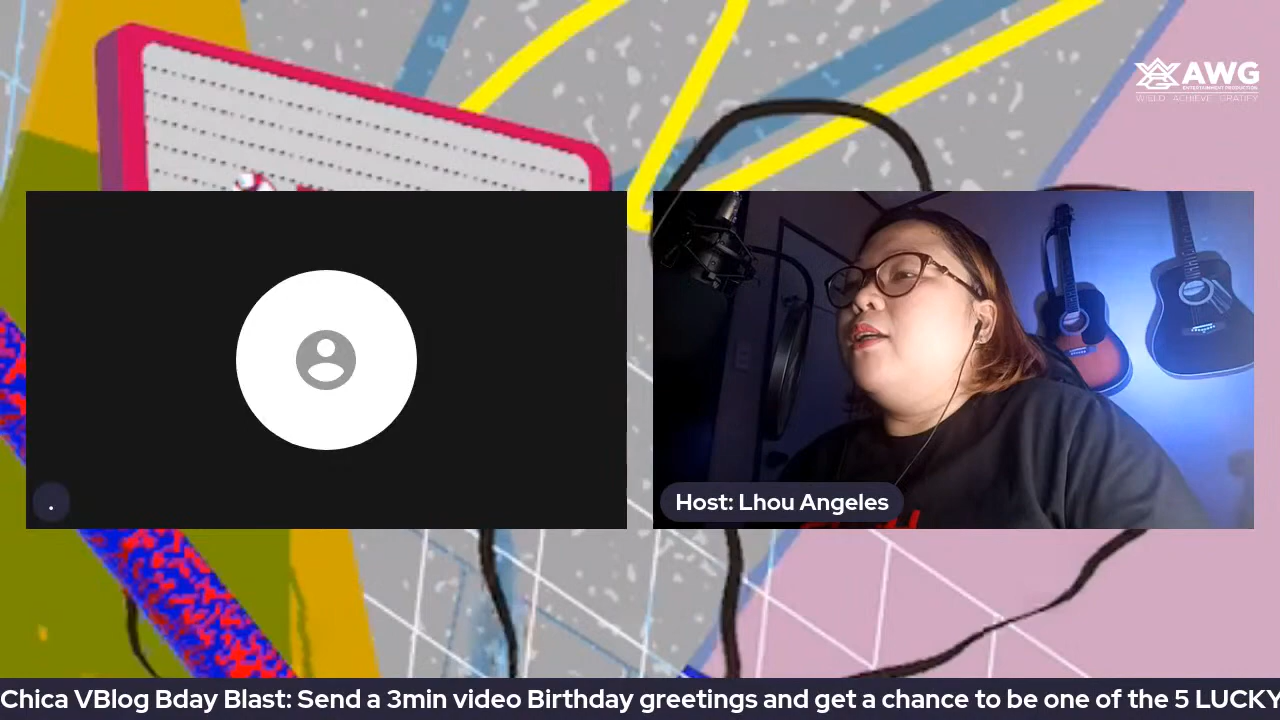 AWG
ENTERTAINMENT PRODUCTION
WIELD ACHIEVE GRATIFY
.
Host: Lhou Angeles
Chica VBlog Bday Blast: Send a 3min video Birthday greetings and get a chance to be one of the 5 LUCKY